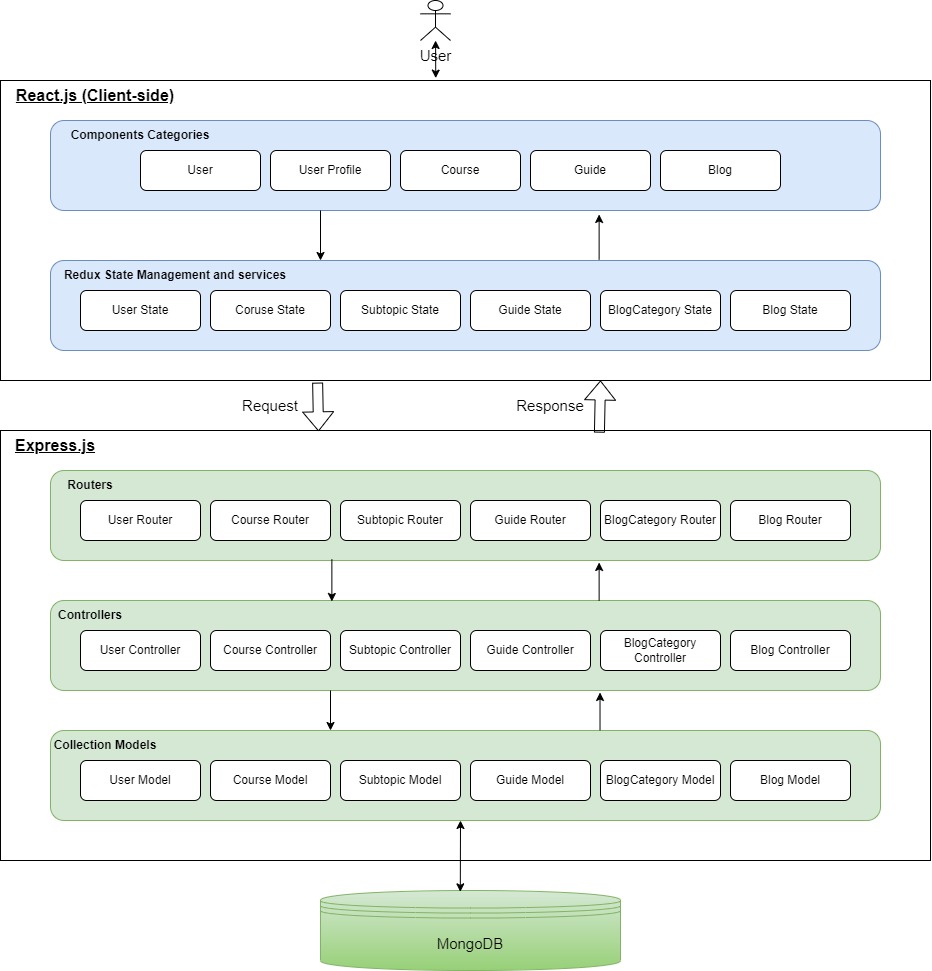 User
React.js (Client-side)
Components Categories
User
User Profile
Course
Guide
Blog
Redux State Management and services
User State
Coruse State
Subtopic State
Guide State
BlogCategory State
Blog State
Request
Response
Express.js
Routers
User Router
Course Router
Subtopic Router
Guide Router
BlogCategory Router
Blog Router
Controllers
User Controller
Course Controller
Subtopic Controller
Guide Controller
BlogCategory
Controller
Blog Controller
Collection Models
User Model
Course Model
Subtopic Model
Guide Model
BlogCategory Model
Blog Model
MongoDB